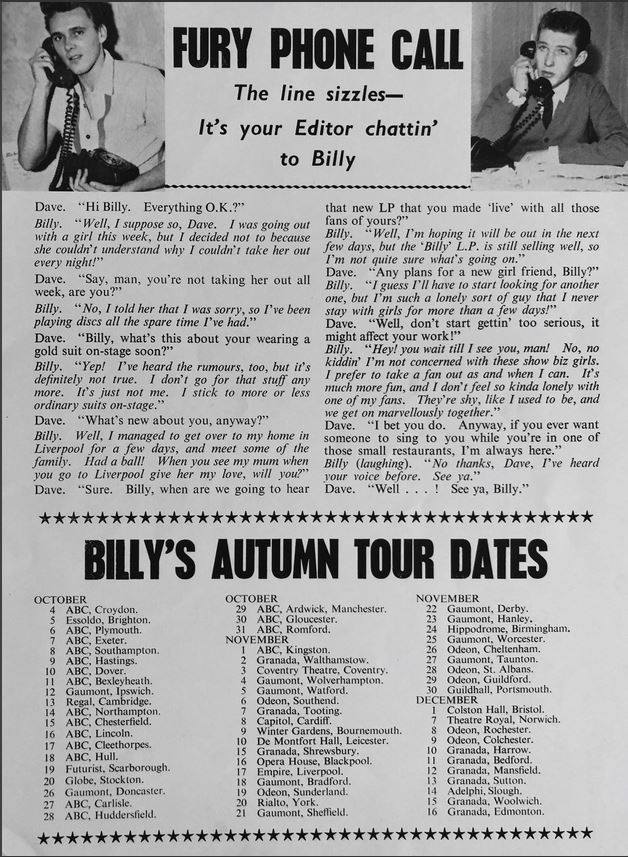 FURY PHONE CALL
The line sizzles—
It's your Editor chattin'
to Billy
Dave. "Hi Billy. Everything O.K.?"
Billy. "Well, I suppose so, Dave. I was going out
with a girl this week, but I decided not to because
she couldn't understand why I couldn't take her out
every night!"
Dave. "Say, man, you're not taking her out all
week, are you?"
Billy. "No, I told her that I was sorry, so I've been
playing discs all the spare time I've had."
Dave. "Billy, what's this about your wearing a
gold suit on-stage soon?"
Billy. "Yep! I've heard the rumours, too, but it's
definitely not true. I don't go for that stuff any
more. It's just not me. I stick to more or less
ordinary suits on-stage."
Dave. "What's new about you, anyway?"
Billy. Well, I managed to get over to my home in
Liverpool for a few days, and meet some of the
family. Had a ball! When you see my mum when
you go to Liverpool give her my love, will you?"
Dave. "Sure. Billy, when are we going to hear
that new LP that you made 'live' with all those
fans of yours?"
Billy. "Well, I'm hoping it will be out in the next
few days, but the 'Billy' L.P. is still selling well, so
I'm not quite sure what's going on."
Dave. "Any plans for a new girl friend, Billy?"
Billy. "I guess I'll have to start looking for another
one, but I'm such a lonely sort of guy that I never
stay with girls for more than a few days!"
Dave. "Well, don't start gettin' too serious, it
might affect your work!"
Billy. "Hey! you wait till I see you, man! No, no
kiddin' I'm not concerned with these show biz girls.
I prefer to take a fan out as and when I can. It's
much more fun, and I don't feel so kinda lonely with
one of my fans. They're shy, like I used to be, and
we get on marvellously together."
Dave. "I bet you do. Anyway, if you ever want
someone to sing to you while you're in one of
those small restaurants, I'm always here."
Billy (laughing). "No thanks, Dave, I've heard
your voice before. See ya."
Dave. "Well . . . ! See ya, Billy."
BILLY'S AUTUMN TOUR DATES
OCTOBER
4 ABC, Croydon.
5 Essoldo, Brighton.
6 ABC, Plymouth.
7 ABC, Exeter.
8 ABC, Southampton.
9 ABC, Hastings.
10 ABC, Dover.
11 ABC, Bexleyheath.
12 Gaumont, Ipswich.
13 Regal, Cambridge.
14 ABC, Northampton.
15 ABC, Chesterfield.
16 ABC, Lincoln.
17 ABC, Cleethorpes.
18 ABC, Hull.
19 Futurist, Scarborough.
20 Globe, Stockton.
26 Gaumont, Doncaster.
27 ABC, Carlisle.
28 ABC, Huddersfield.
OCTOBER
29 ABC, Ardwick, Manchester.
30 ABC, Gloucester.
31 ABC, Romford.
NOVEMBER
1 ABC, Kingston.
2 Granada, Walthamstow.
3 Coventry Theatre, Coventry.
4 Gaumont, Wolverhampton.
5 Gaumont, Watford.
6 Odeon, Southend.
7 Granada, Tooting.
8 Capitol, Cardiff.
9 Winter Gardens, Bournemouth.
10 De Montfort Hall, Leicester.
15 Granada, Shrewsbury.
16 Opera House, Blackpool.
17 Empire, Liverpool.
18 Gaumont, Bradford.
19 Odeon, Sunderland.
20 Rialto, York.
21 Gaumont, Sheffield.
NOVEMBER
22 Gaumont, Derby.
23 Gaumont, Hanley.
24 Hippodrome, Birmingham.
25 Gaumont, Worcester.
26 Odeon, Cheltenham.
27 Gaumont, Taunton.
28 Odeon, St. Albans.
29 Odeon, Guildford.
30 Guildhall, Portsmouth.
DECEMBER
1 Colston Hall, Bristol.
7 Theatre Royal, Norwich.
8 Odeon, Rochester.
9 Odeon, Colchester.
10 Granada, Harrow.
11 Granada, Bedford.
12 Granada, Mansfield.
13 Granada, Sutton.
14 Adelphi, Slough.
15 Granada, Woolwich.
16 Granada, Edmonton.